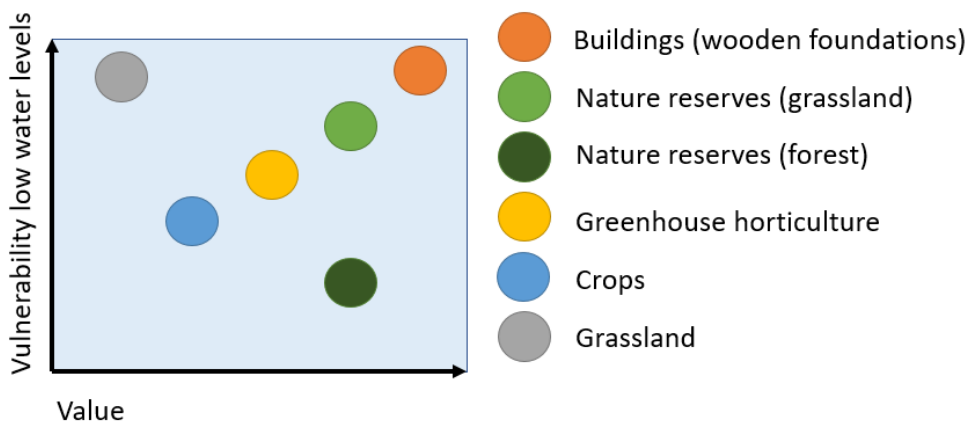 Vulnerability low water levels
Value
Buildings (wooden foundations)
Nature reserves (grassland)
Nature reserves (forest)
Greenhouse horticulture
Crops
Grassland